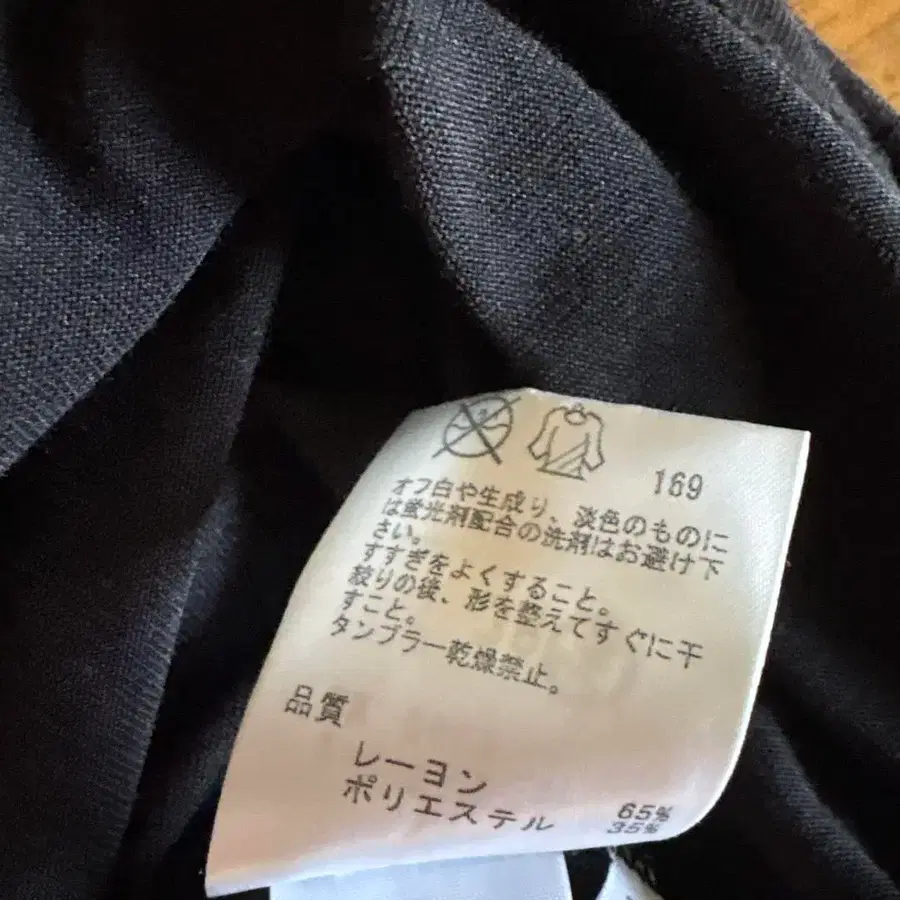 169
オフ白や生成り、淡色のものに
は蛍光剤配合の洗剤はお避け下
さい。
すすぎをよくすること。
絞りの後、形を整えてすぐに干
すこと。
タンブラー乾燥禁止。
品質
レーヨン 65%
ポリエステル 35%